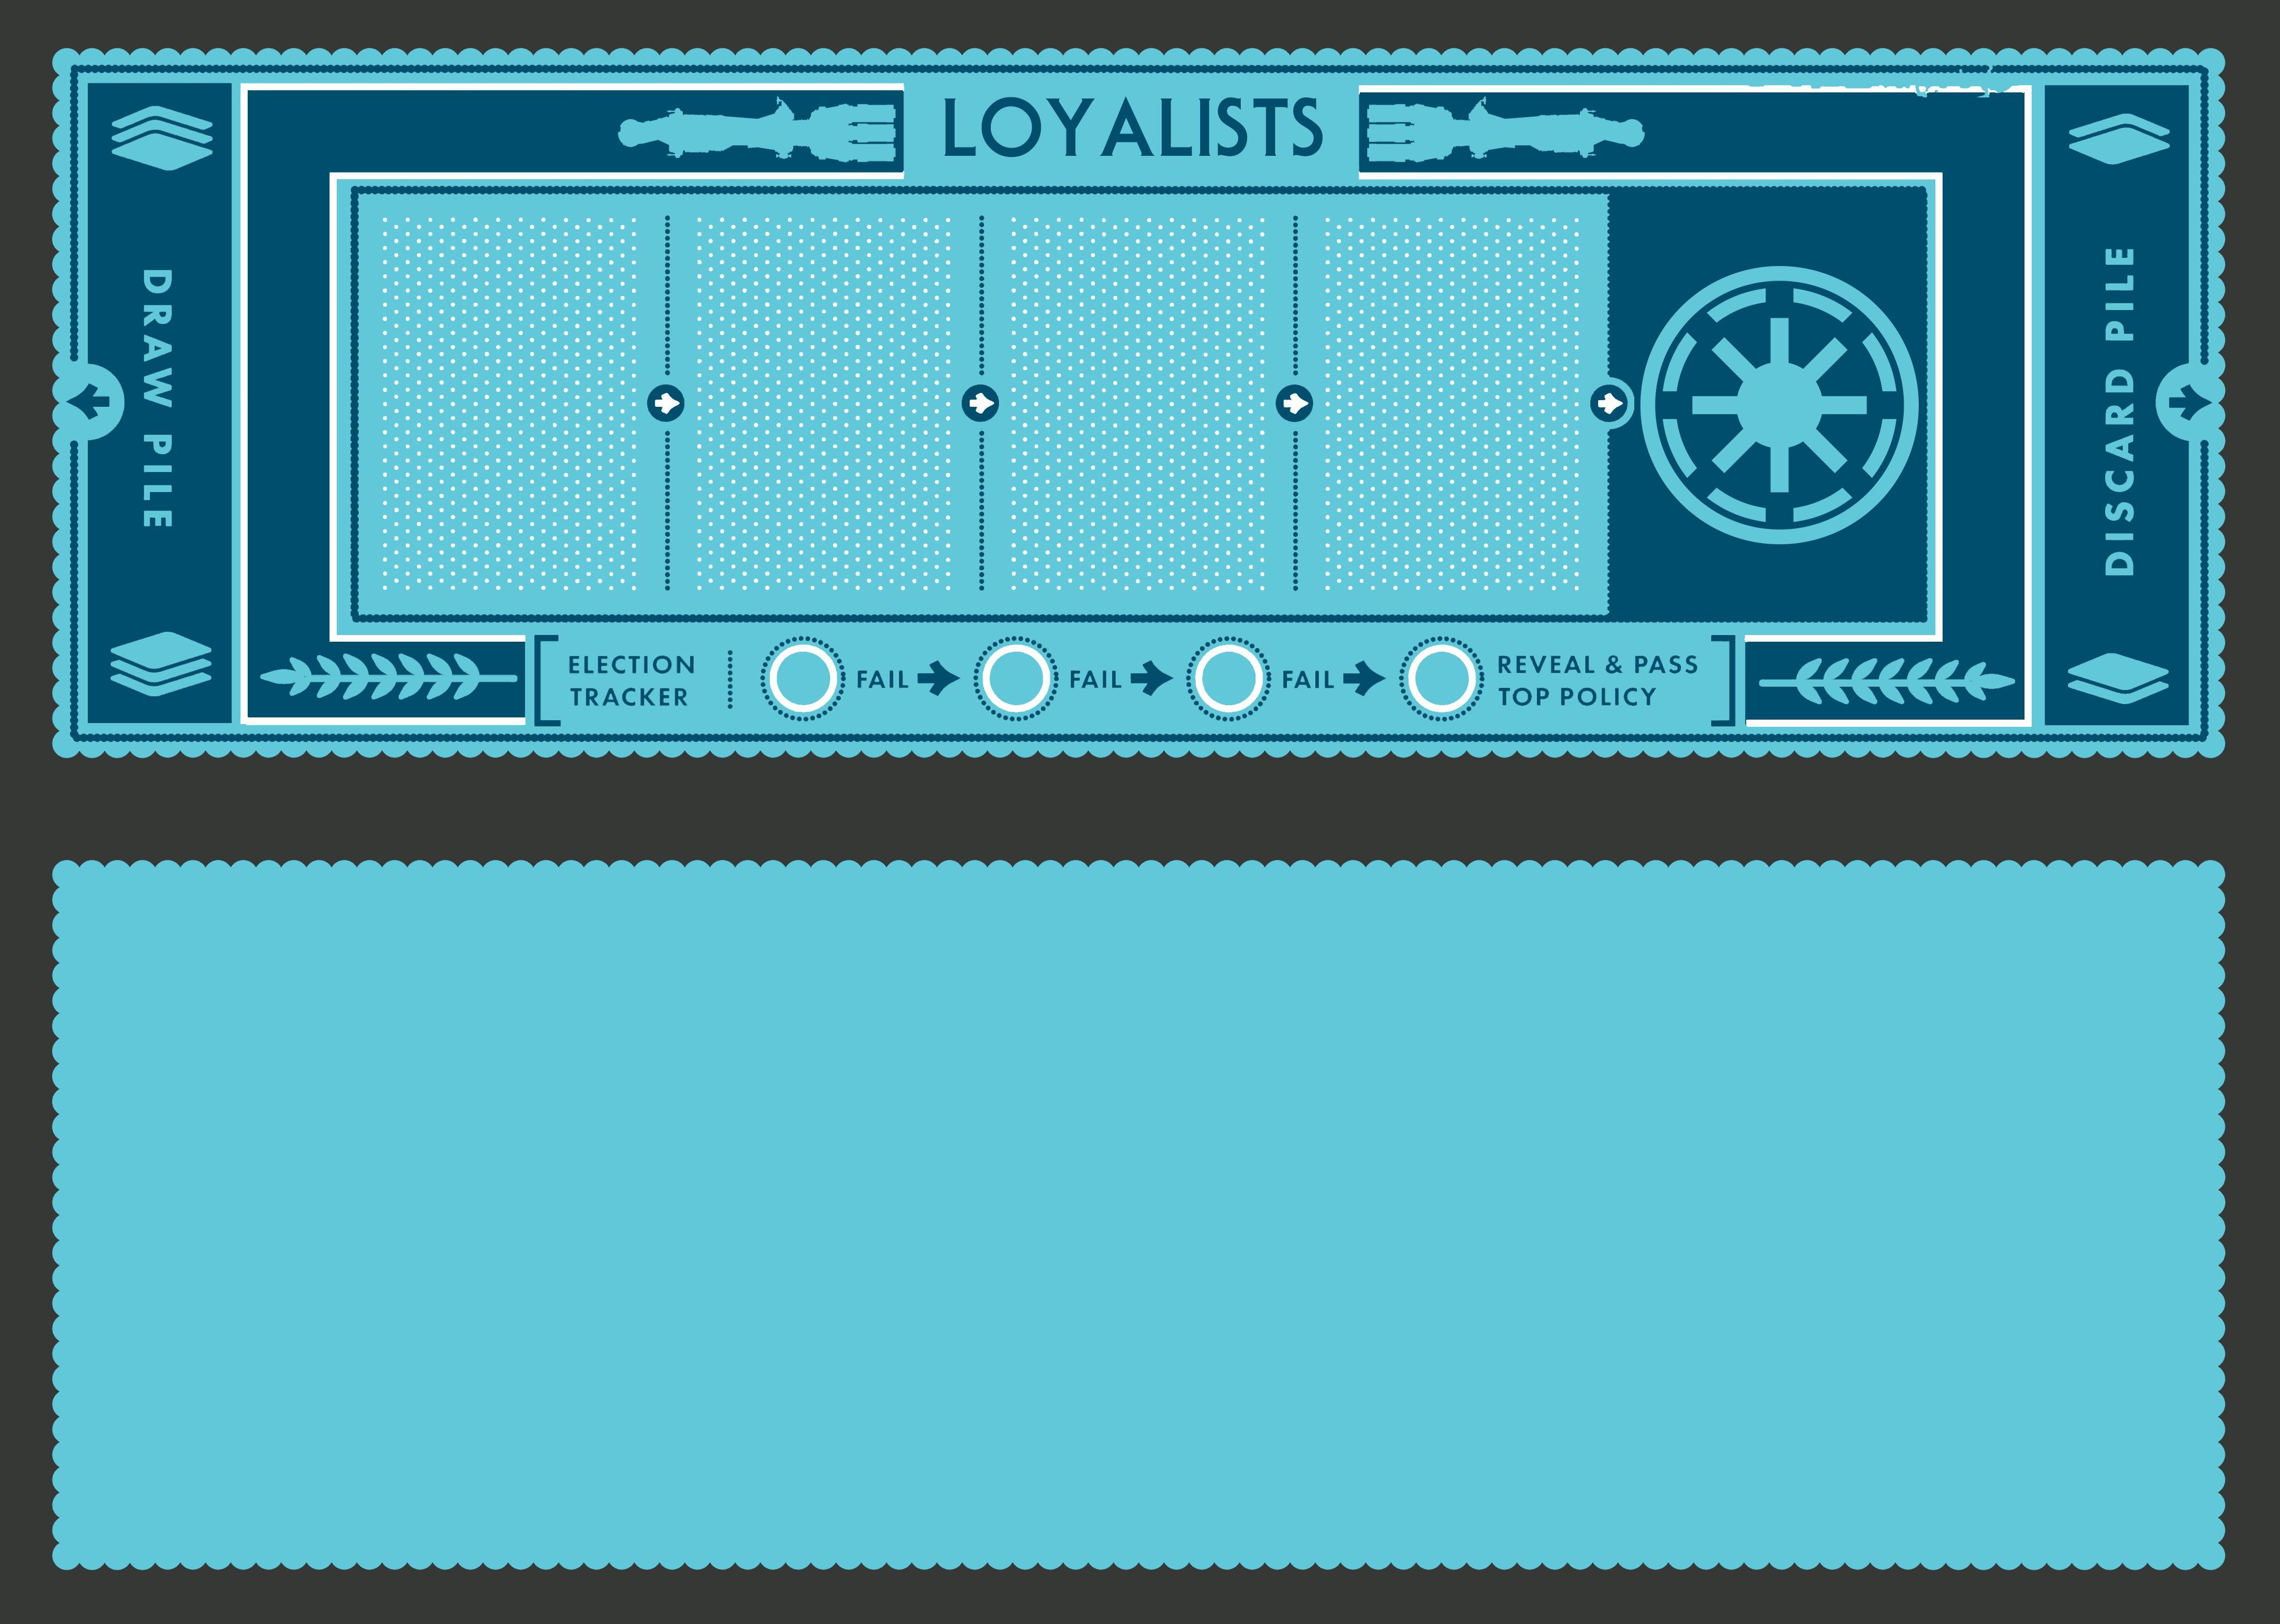 LOYALISTS
DRAW PILE
DISCARD PILE
ELECTION
TRACKER
FAIL
FAIL
FAIL
REVEAL & PASS
TOP POLICY